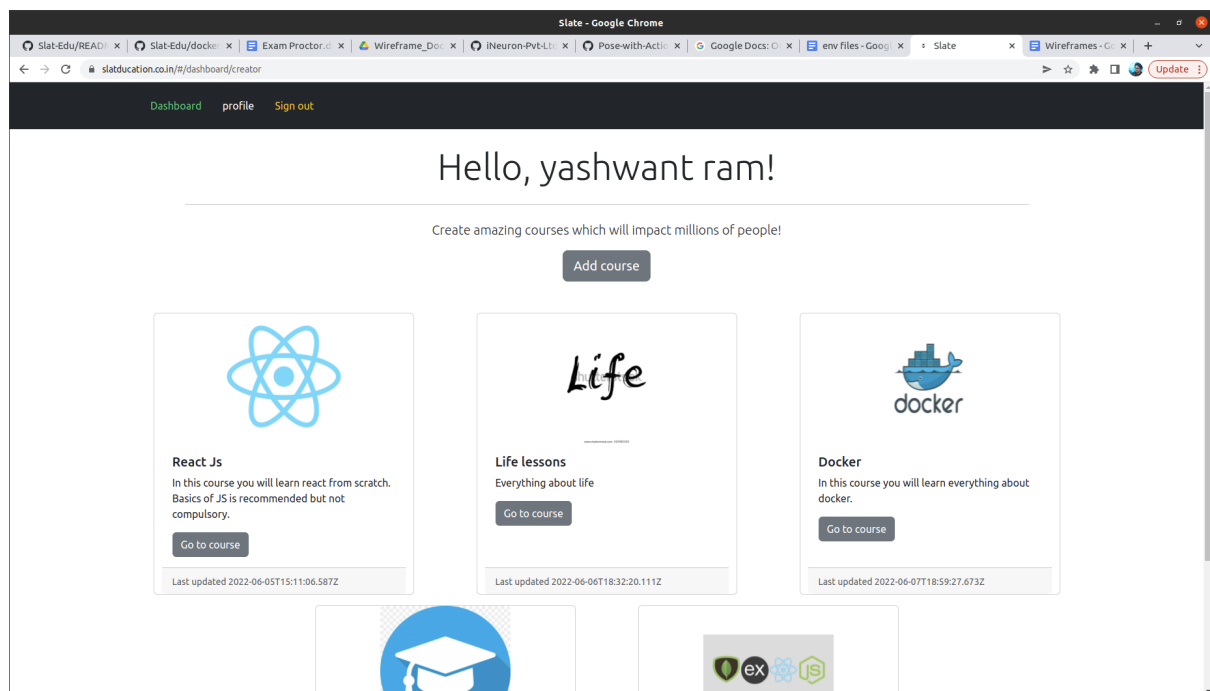 Slate - Google Chrome
Slat-Edu/READ
Slat-Edu/docker
Exam Proctor.d
Wireframe_Doc
iNeuron-Pvt-Ltd
Pose-with-Actio
Google Docs: O
env files - Googl
Slate
Wireframes - Go
slatducation.co.in/#/dashboard/creator
Update
Dashboard profile Sign out
Hello, yashwant ram!
Create amazing courses which will impact millions of people!
Add course
Life
docker
React Js
In this course you will learn react from scratch.
Basics of JS is recommended but not
compulsory.
Go to course
Last updated 2022-06-05T15:11:06.587Z
Life lessons
Everything about life
Go to course
Last updated 2022-06-06T18:32:20.111Z
Docker
In this course you will learn everything about
docker.
Go to course
Last updated 2022-06-07T18:59:27.673Z
ex
JS